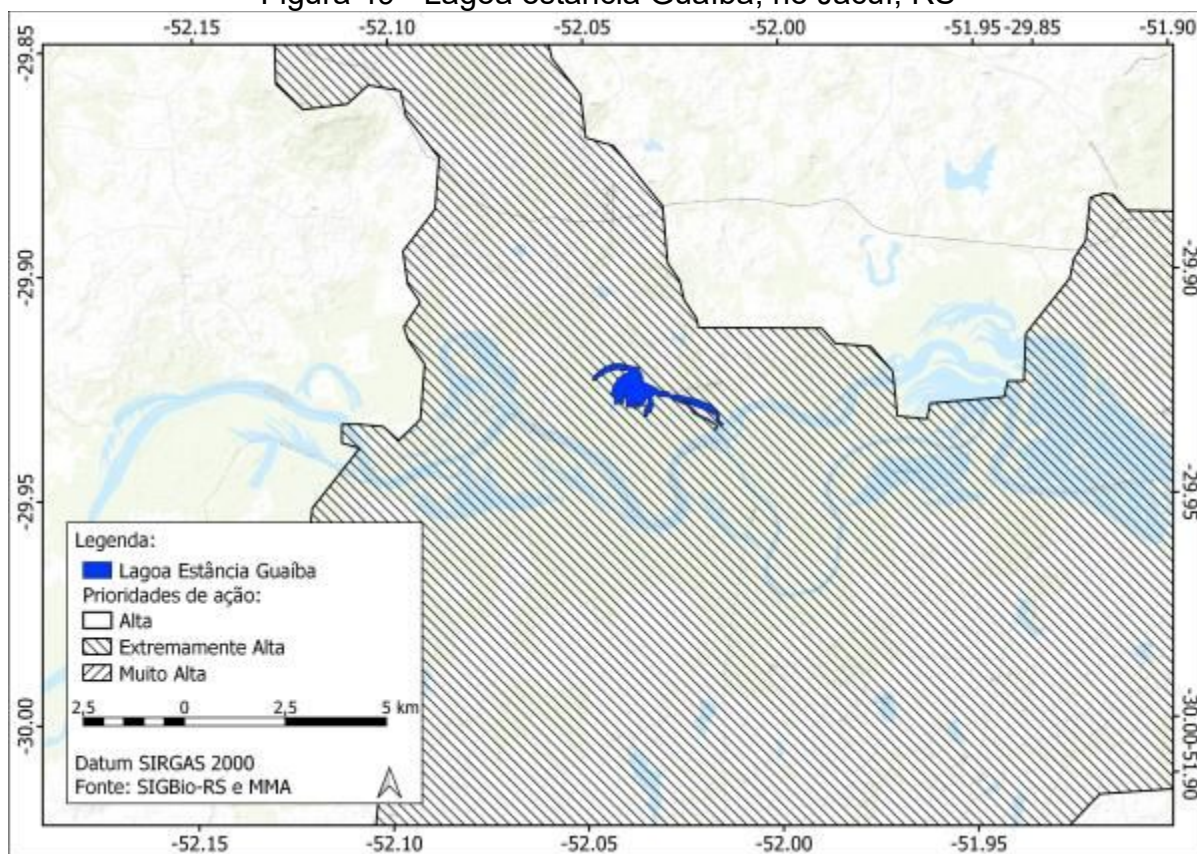 -52.15 -52.10 -52.05 -52.00 -51.95 -29.85 -51.90
-29.85
-29.90
-29.95
-30.00
-29.90
-29.95
-30.00 -51.90
Legenda:
Lagoa Estância Guaíba
Prioridades de ação:
Alta
Extremamente Alta
Muito Alta
2,5 0 2,5 5 km
Datum SIRGAS 2000
Fonte: SIGBio-RS e MMA
-52.15 -52.10 -52.05 -52.00 -51.95